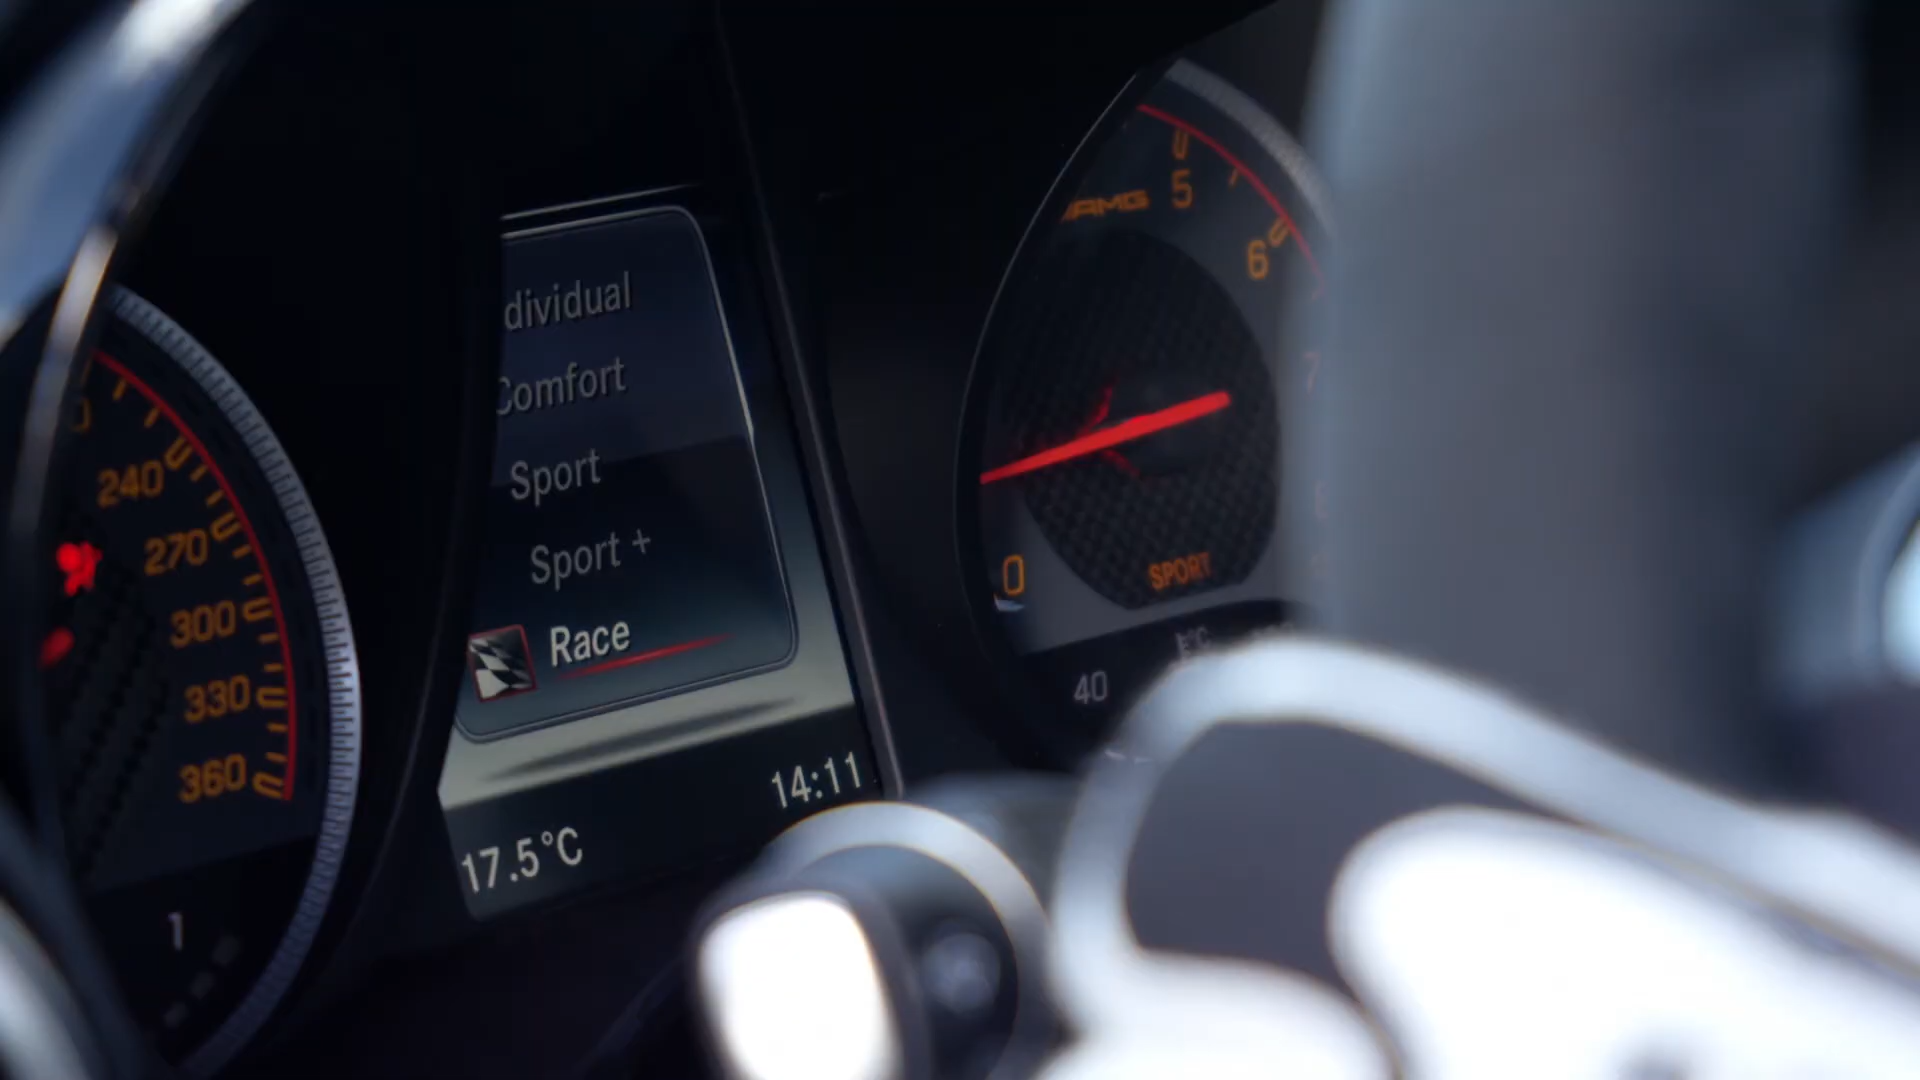 dividual
Comfort
Sport
Sport +
Race
14:11
17.5°C
240
270
300
330
360
1
AMG
5
6
7
0
SPORT
40